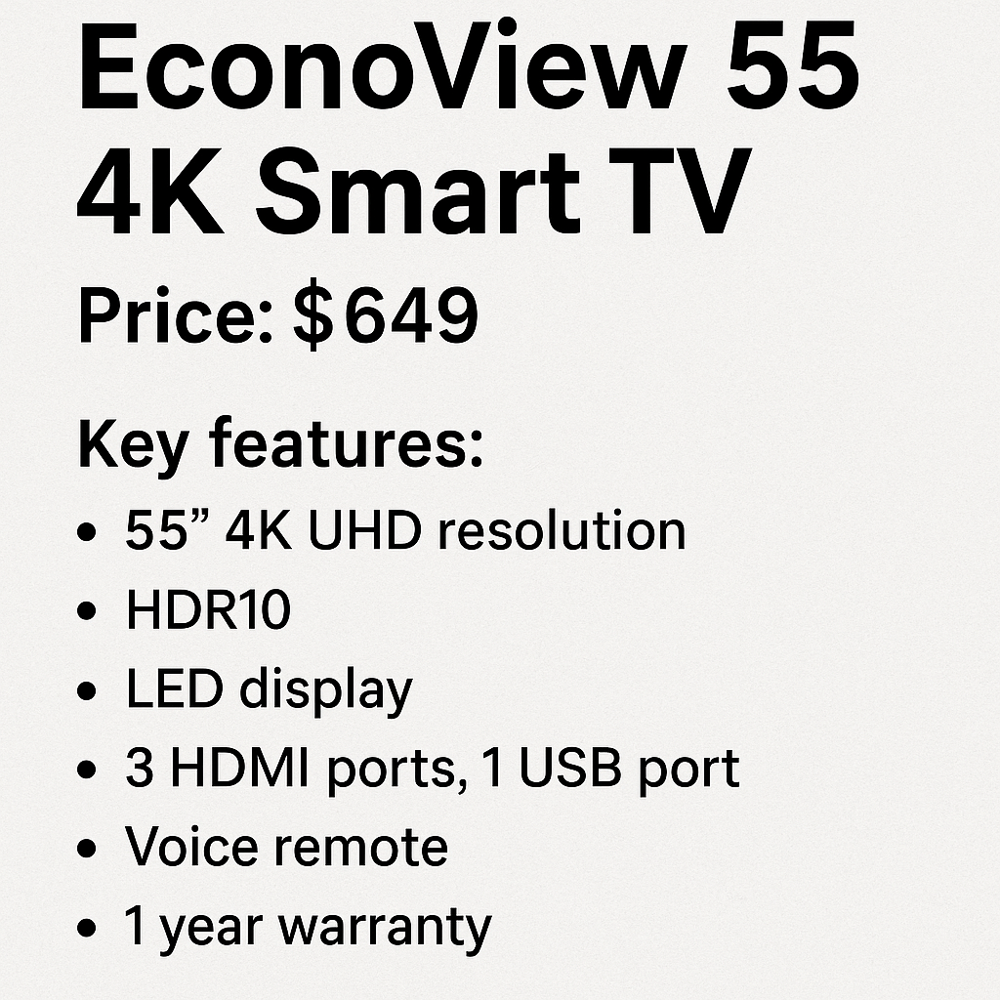 EconoView 55
4K Smart TV
Price: $649
Key features:
• 55” 4K UHD resolution
• HDR10
• LED display
• 3 HDMI ports, 1 USB port
• Voice remote
• 1 year warranty